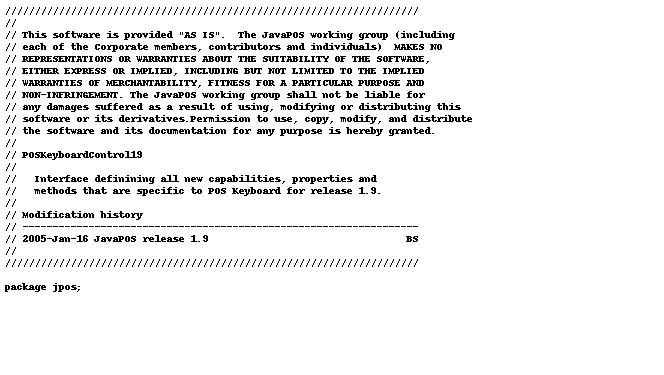 //////////////////////////////////////////////////////////////////////
//
// This software is provided "AS IS".  The JavaPOS working group (including
// each of the Corporate members, contributors and individuals)  MAKES NO
// REPRESENTATIONS OR WARRANTIES ABOUT THE SUITABILITY OF THE SOFTWARE,
// EITHER EXPRESS OR IMPLIED, INCLUDING BUT NOT LIMITED TO THE IMPLIED
// WARRANTIES OF MERCHANTABILITY, FITNESS FOR A PARTICULAR PURPOSE AND
// NON-INFRINGEMENT. The JavaPOS working group shall not be liable for
// any damages suffered as a result of using, modifying or distributing this
// software or its derivatives.Permission to use, copy, modify, and distribute
// the software and its documentation for any purpose is hereby granted.
//
// POSKeyboardControl19
//
//   Interface definining all new capabilities, properties and
//   methods that are specific to POS Keyboard for release 1.9.
//
// Modification history
// ------------------------------------------------------------------
// 2005-Jan-16 JavaPOS release 1.9                                 BS
//
//////////////////////////////////////////////////////////////////////
package jpos;